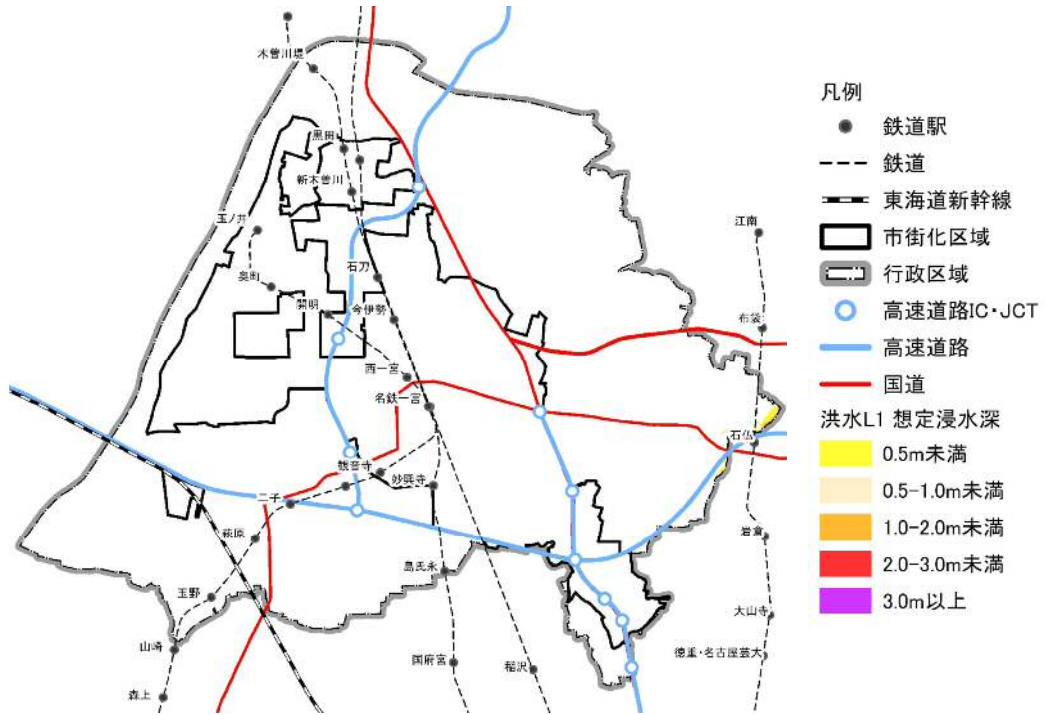 木曽川堤
黒田
新木曽川
玉ノ井
江南
石刀
奥町
開明
今伊勢
布袋
西一宮
名鉄一宮
石仏
観音寺
二子
妙興寺
萩原
岩倉
島氏永
玉野
大山寺
山崎
国府宮
稲沢
徳重・名古屋芸大
森上
凡例
鉄道駅
鉄道
東海道新幹線
市街化区域
行政区域
高速道路IC・JCT
高速道路
国道
洪水L1 想定浸水深
0.5m未満
0.5-1.0m未満
1.0-2.0m未満
2.0-3.0m未満
3.0m以上